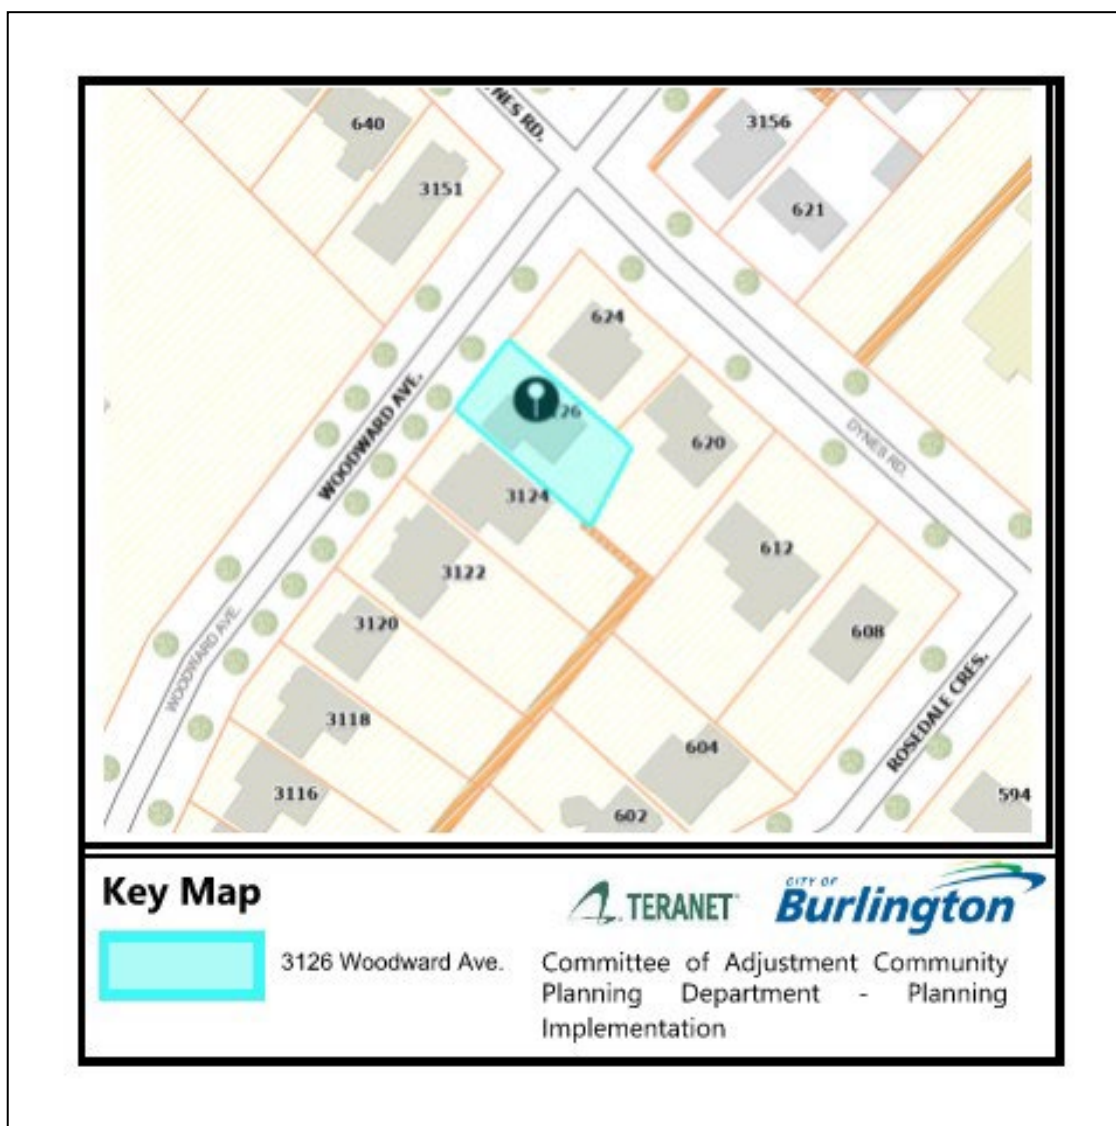 NES RD.
640
3156
3151
621
624
26
WOODWARD AVE.
620
DYNES RD.
3124
612
3122
3120
608
WOODWARD AVE.
ROSEDALE CRES.
3118
604
3116
594
602
Key Map
TERANET
CITY OF
Burlington
3126 Woodward Ave.
Committee of Adjustment Community
Planning Department - Planning
Implementation